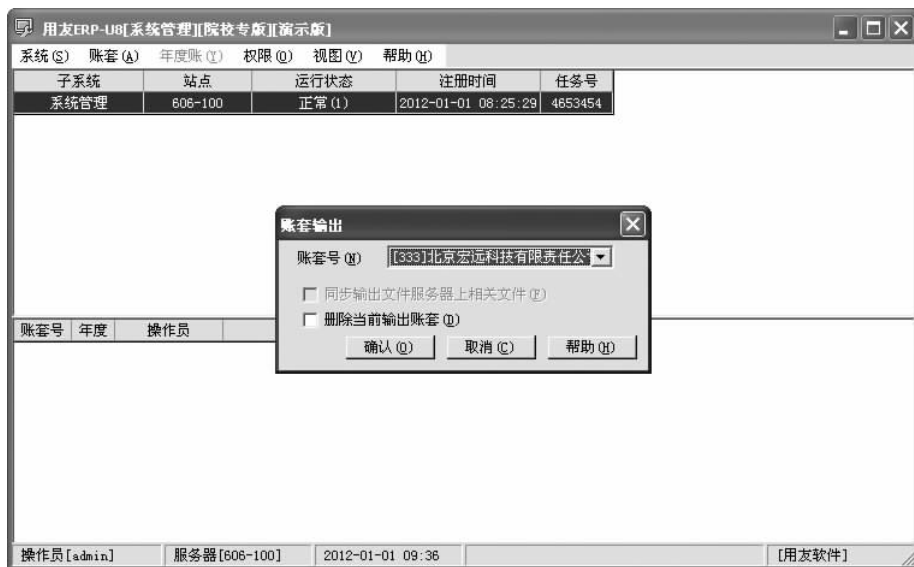 用友ERP-U8[系统管理][院校专版][演示版]
系统(S) 账套(A) 年度账(Y) 权限(O) 视图(V) 帮助(H)
子系统 站点 运行状态 注册时间 任务号
系统管理 606-100 正常(1) 2012-01-01 08:25:29 4653454
账套输出
账套号(N) [333]北京宏远科技有限责任公
同步输出文件服务器上相关文件(F)
删除当前输出账套(D)
确认(O) 取消(C) 帮助(H)
账套号 年度 操作员
操作员[admin] 服务器[606-100] 2012-01-01 09:36 [用友软件]